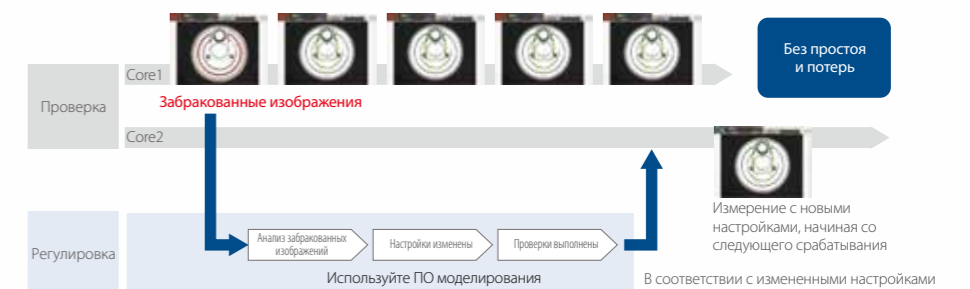 Без простоя
и потерь
Core1
Проверка
Забракованные изображения
Core2
Измерение с новыми
настройками, начиная со
следующего срабатывания
Регулировка
Анализ забракованных
изображений
Настройки изменены
Проверки выполнены
Используйте ПО моделирования
В соответствии с измененными настройками